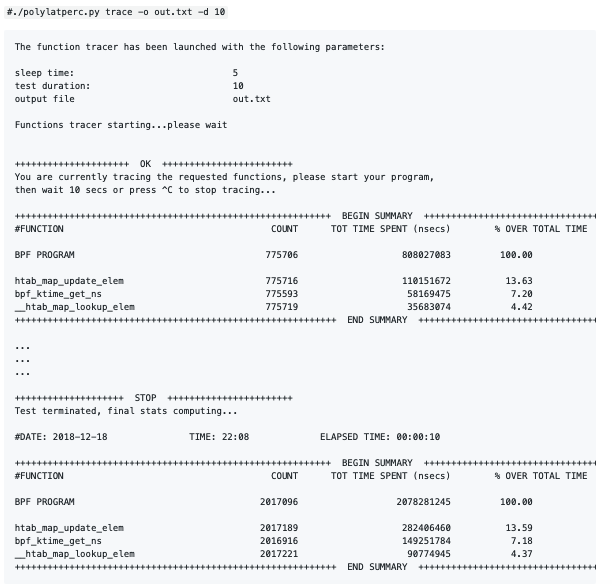 #./polylatperc.py trace -o out.txt -d 10
The function tracer has been launched with the following parameters:
sleep time: 5
test duration: 10
output file out.txt
Functions tracer starting...please wait
+++++++++++++++++++++ OK ++++++++++++++++++++++++
You are currently tracing the requested functions, please start your program,
then wait 10 secs or press ^C to stop tracing...
++++++++++++++++++++++++++++++++++++++++++++++++++++++++++ BEGIN SUMMARY ++++++++++++++++++++++++++++++++
#FUNCTION COUNT TOT TIME SPENT (nsecs) % OVER TOTAL TIME
BPF PROGRAM 775706 808027083 100.00
htab_map_update_elem 775716 110151672 13.63
bpf_ktime_get_ns 775593 58169475 7.20
__htab_map_lookup_elem 775719 35683074 4.42
+++++++++++++++++++++++++++++++++++++++++++++++++++++++++++ END SUMMARY +++++++++++++++++++++++++++++++++
...
...
...
++++++++++++++++++++ STOP +++++++++++++++++++++++
Test terminated, final stats computing...
#DATE: 2018-12-18 TIME: 22:08 ELAPSED TIME: 00:00:10
++++++++++++++++++++++++++++++++++++++++++++++++++++++++++ BEGIN SUMMARY ++++++++++++++++++++++++++++++++
#FUNCTION COUNT TOT TIME SPENT (nsecs) % OVER TOTAL TIME
BPF PROGRAM 2017096 2078281245 100.00
htab_map_update_elem 2017189 282406460 13.59
bpf_ktime_get_ns 2016916 149251784 7.18
__htab_map_lookup_elem 2017221 90774945 4.37
+++++++++++++++++++++++++++++++++++++++++++++++++++++++++++ END SUMMARY +++++++++++++++++++++++++++++++++